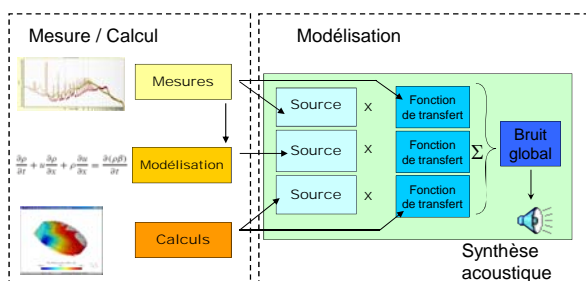 Mesure / Calcul
Modélisation
Mesures
Source
x
Fonction
de transfert
∂ρ/∂t + u ∂ρ/∂x + ρ ∂u/∂x = ∂(ρβ)/∂t
Modélisation
Source
x
Fonction
de transfert
Σ
Bruit
global
Calculs
Source
x
Fonction
de transfert
Synthèse
acoustique